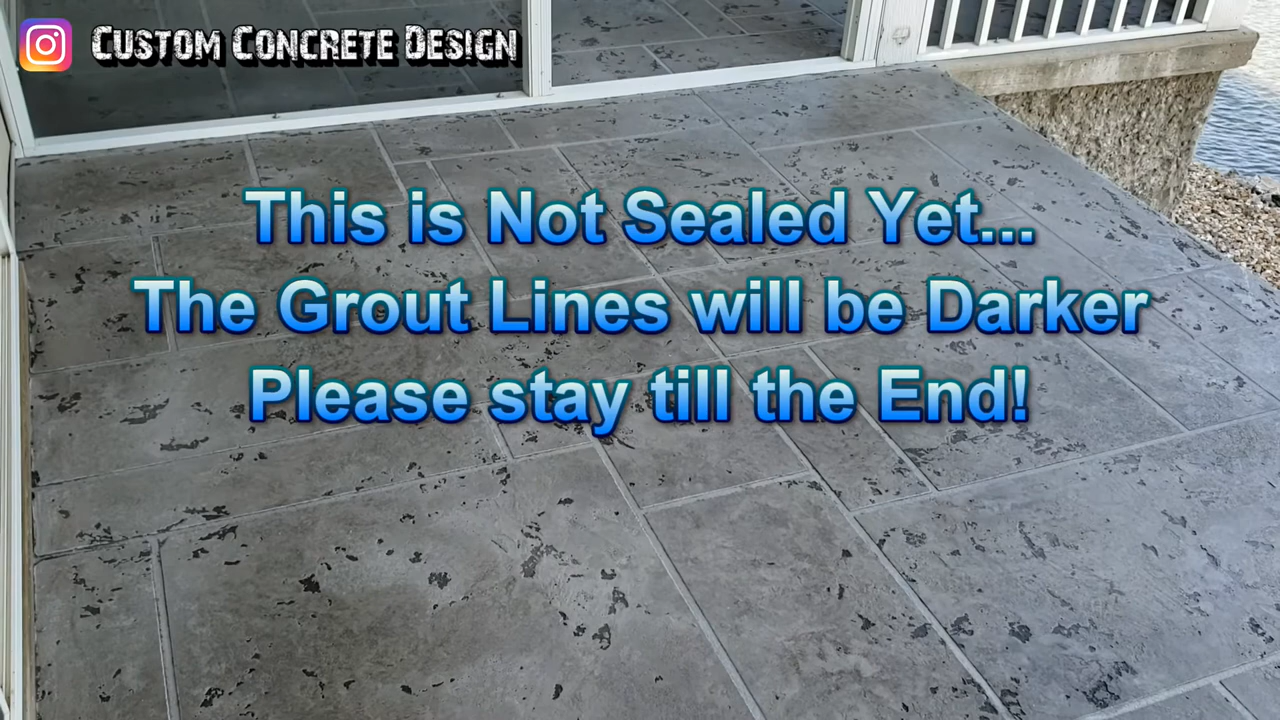 Custom Concrete Design
This is Not Sealed Yet...
The Grout Lines will be Darker
Please stay till the End!